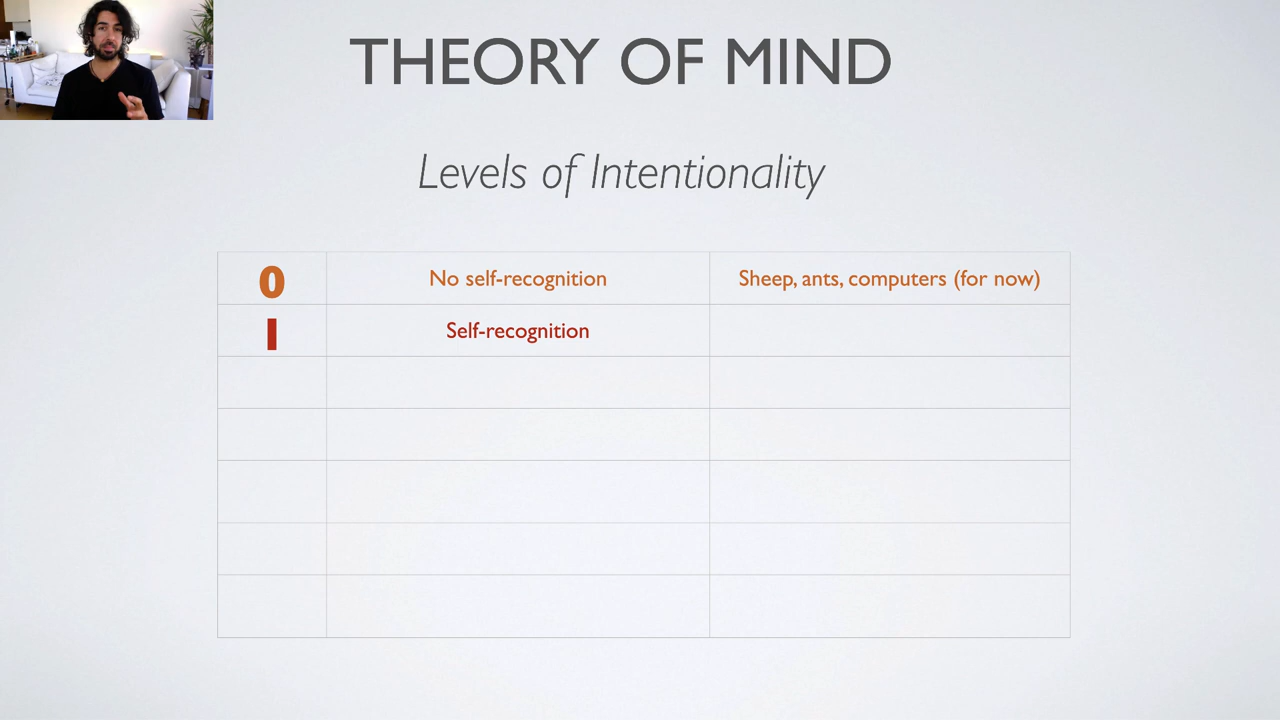 THEORY OF MIND
Levels of Intentionality
0 No self-recognition Sheep, ants, computers (for now)
1 Self-recognition